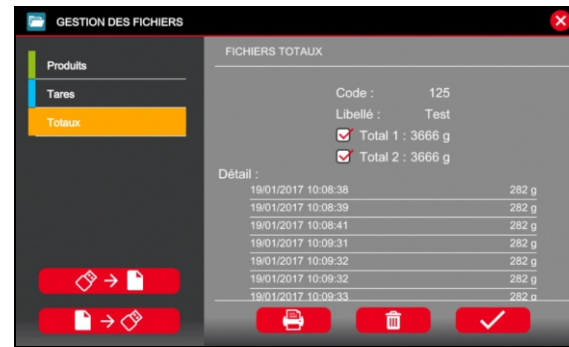 GESTION DES FICHIERS
Produits
Tares
Totaux
FICHIERS TOTAUX
Code : 125
Libellé : Test
Total 1 : 3666 g
Total 2 : 3666 g
Détail :
19/01/2017 10:08:38 282 g
19/01/2017 10:08:39 282 g
19/01/2017 10:08:41 282 g
19/01/2017 10:09:31 282 g
19/01/2017 10:09:32 282 g
19/01/2017 10:09:32 282 g
19/01/2017 10:09:33 282 g